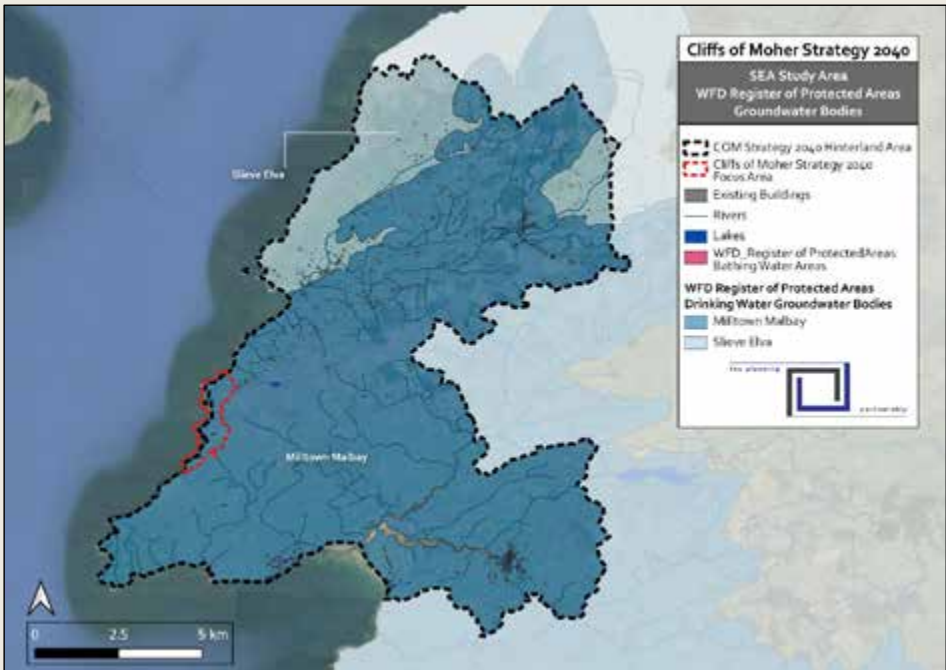 Cliffs of Moher Strategy 2040
SEA Study Area
WFD Register of Protected Areas
Groundwater Bodies
COM Strategy 2040 Hinterland Area
Cliffs of Moher Strategy 2040
Focus Area
Existing Buildings
Rivers
Lakes
WFD_Register of ProtectedAreas
Bathing Water Areas
WFD Register of Protected Areas
Drinking Water Groundwater Bodies
Milltown Malbay
Slieve Elva
the planning
partnership
Slieve Elva
Milltown Malbay
0 2.5 5 km